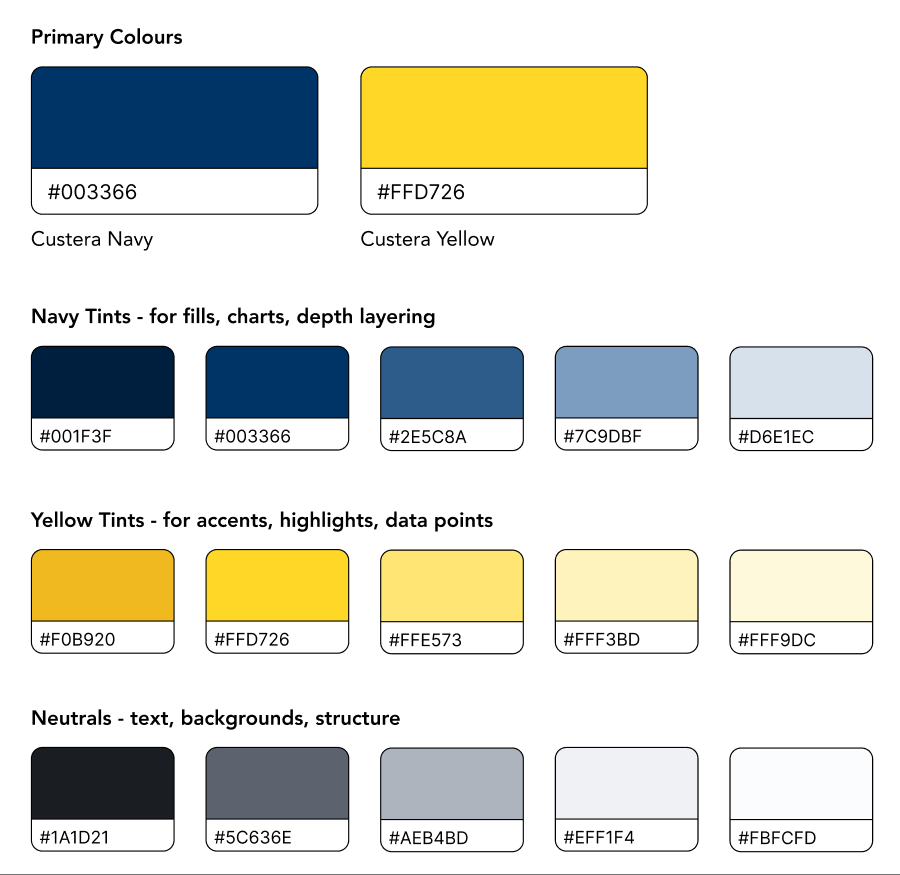 Primary Colours
#003366
#FFD726
Custera Navy
Custera Yellow
Navy Tints - for fills, charts, depth layering
#001F3F
#003366
#2E5C8A
#7C9DBF
#D6E1EC
Yellow Tints - for accents, highlights, data points
#F0B920
#FFD726
#FFE573
#FFF3BD
#FFF9DC
Neutrals - text, backgrounds, structure
#1A1D21
#5C636E
#AEB4BD
#EFF1F4
#FBFCFD